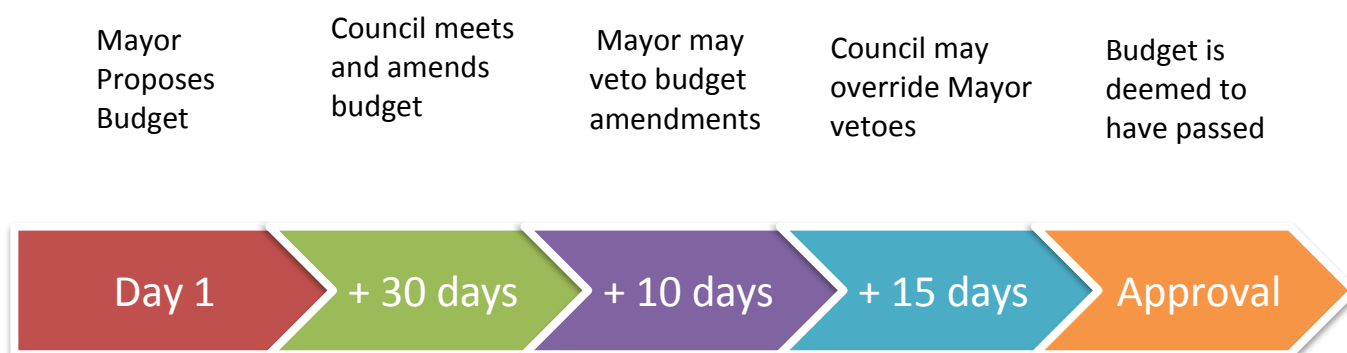 Mayor
Proposes
Budget
Council meets
and amends
budget
Mayor may
veto budget
amendments
Council may
override Mayor
vetoes
Budget is
deemed to
have passed
Day 1
+ 30 days
+ 10 days
+ 15 days
Approval